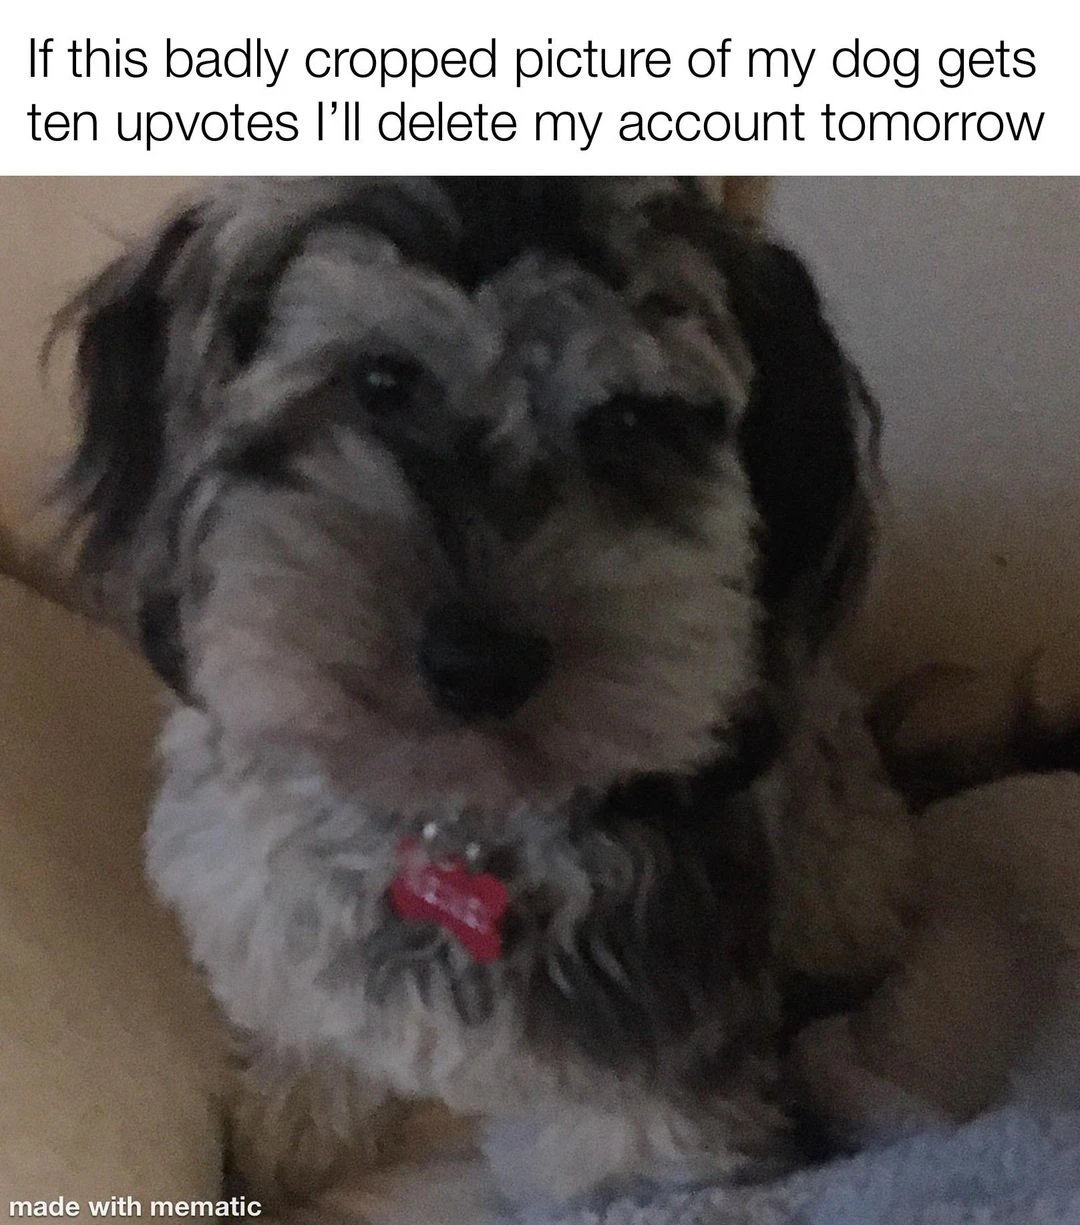 If this badly cropped picture of my dog gets
ten upvotes I'll delete my account tomorrow
made with mematic